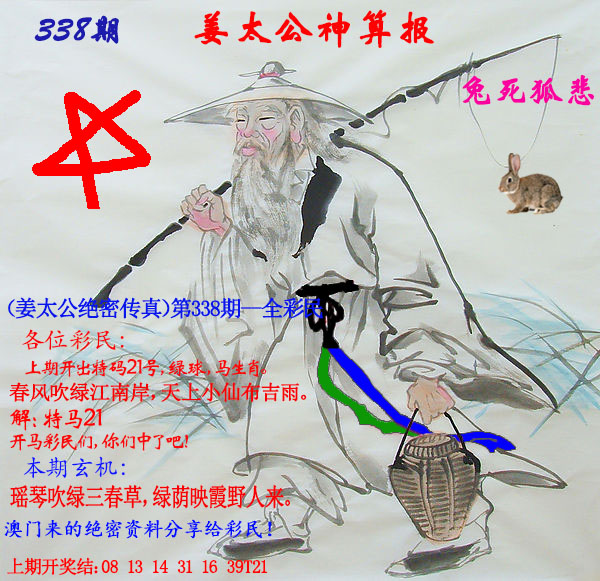 338期
姜太公神算报
兔死狐悲
(姜太公绝密传真)第338期—全彩民
各位彩民:
上期开出特码21号,绿球,马生肖。
春风吹绿江南岸,天上小仙布吉雨。
解:特马21
开马彩民们,你们中了吧!
本期玄机:
瑶琴吹绿三春草,绿荫映霞野人来。
澳门来的绝密资料分享给彩民!
上期开奖结:08 13 14 31 16 39T21